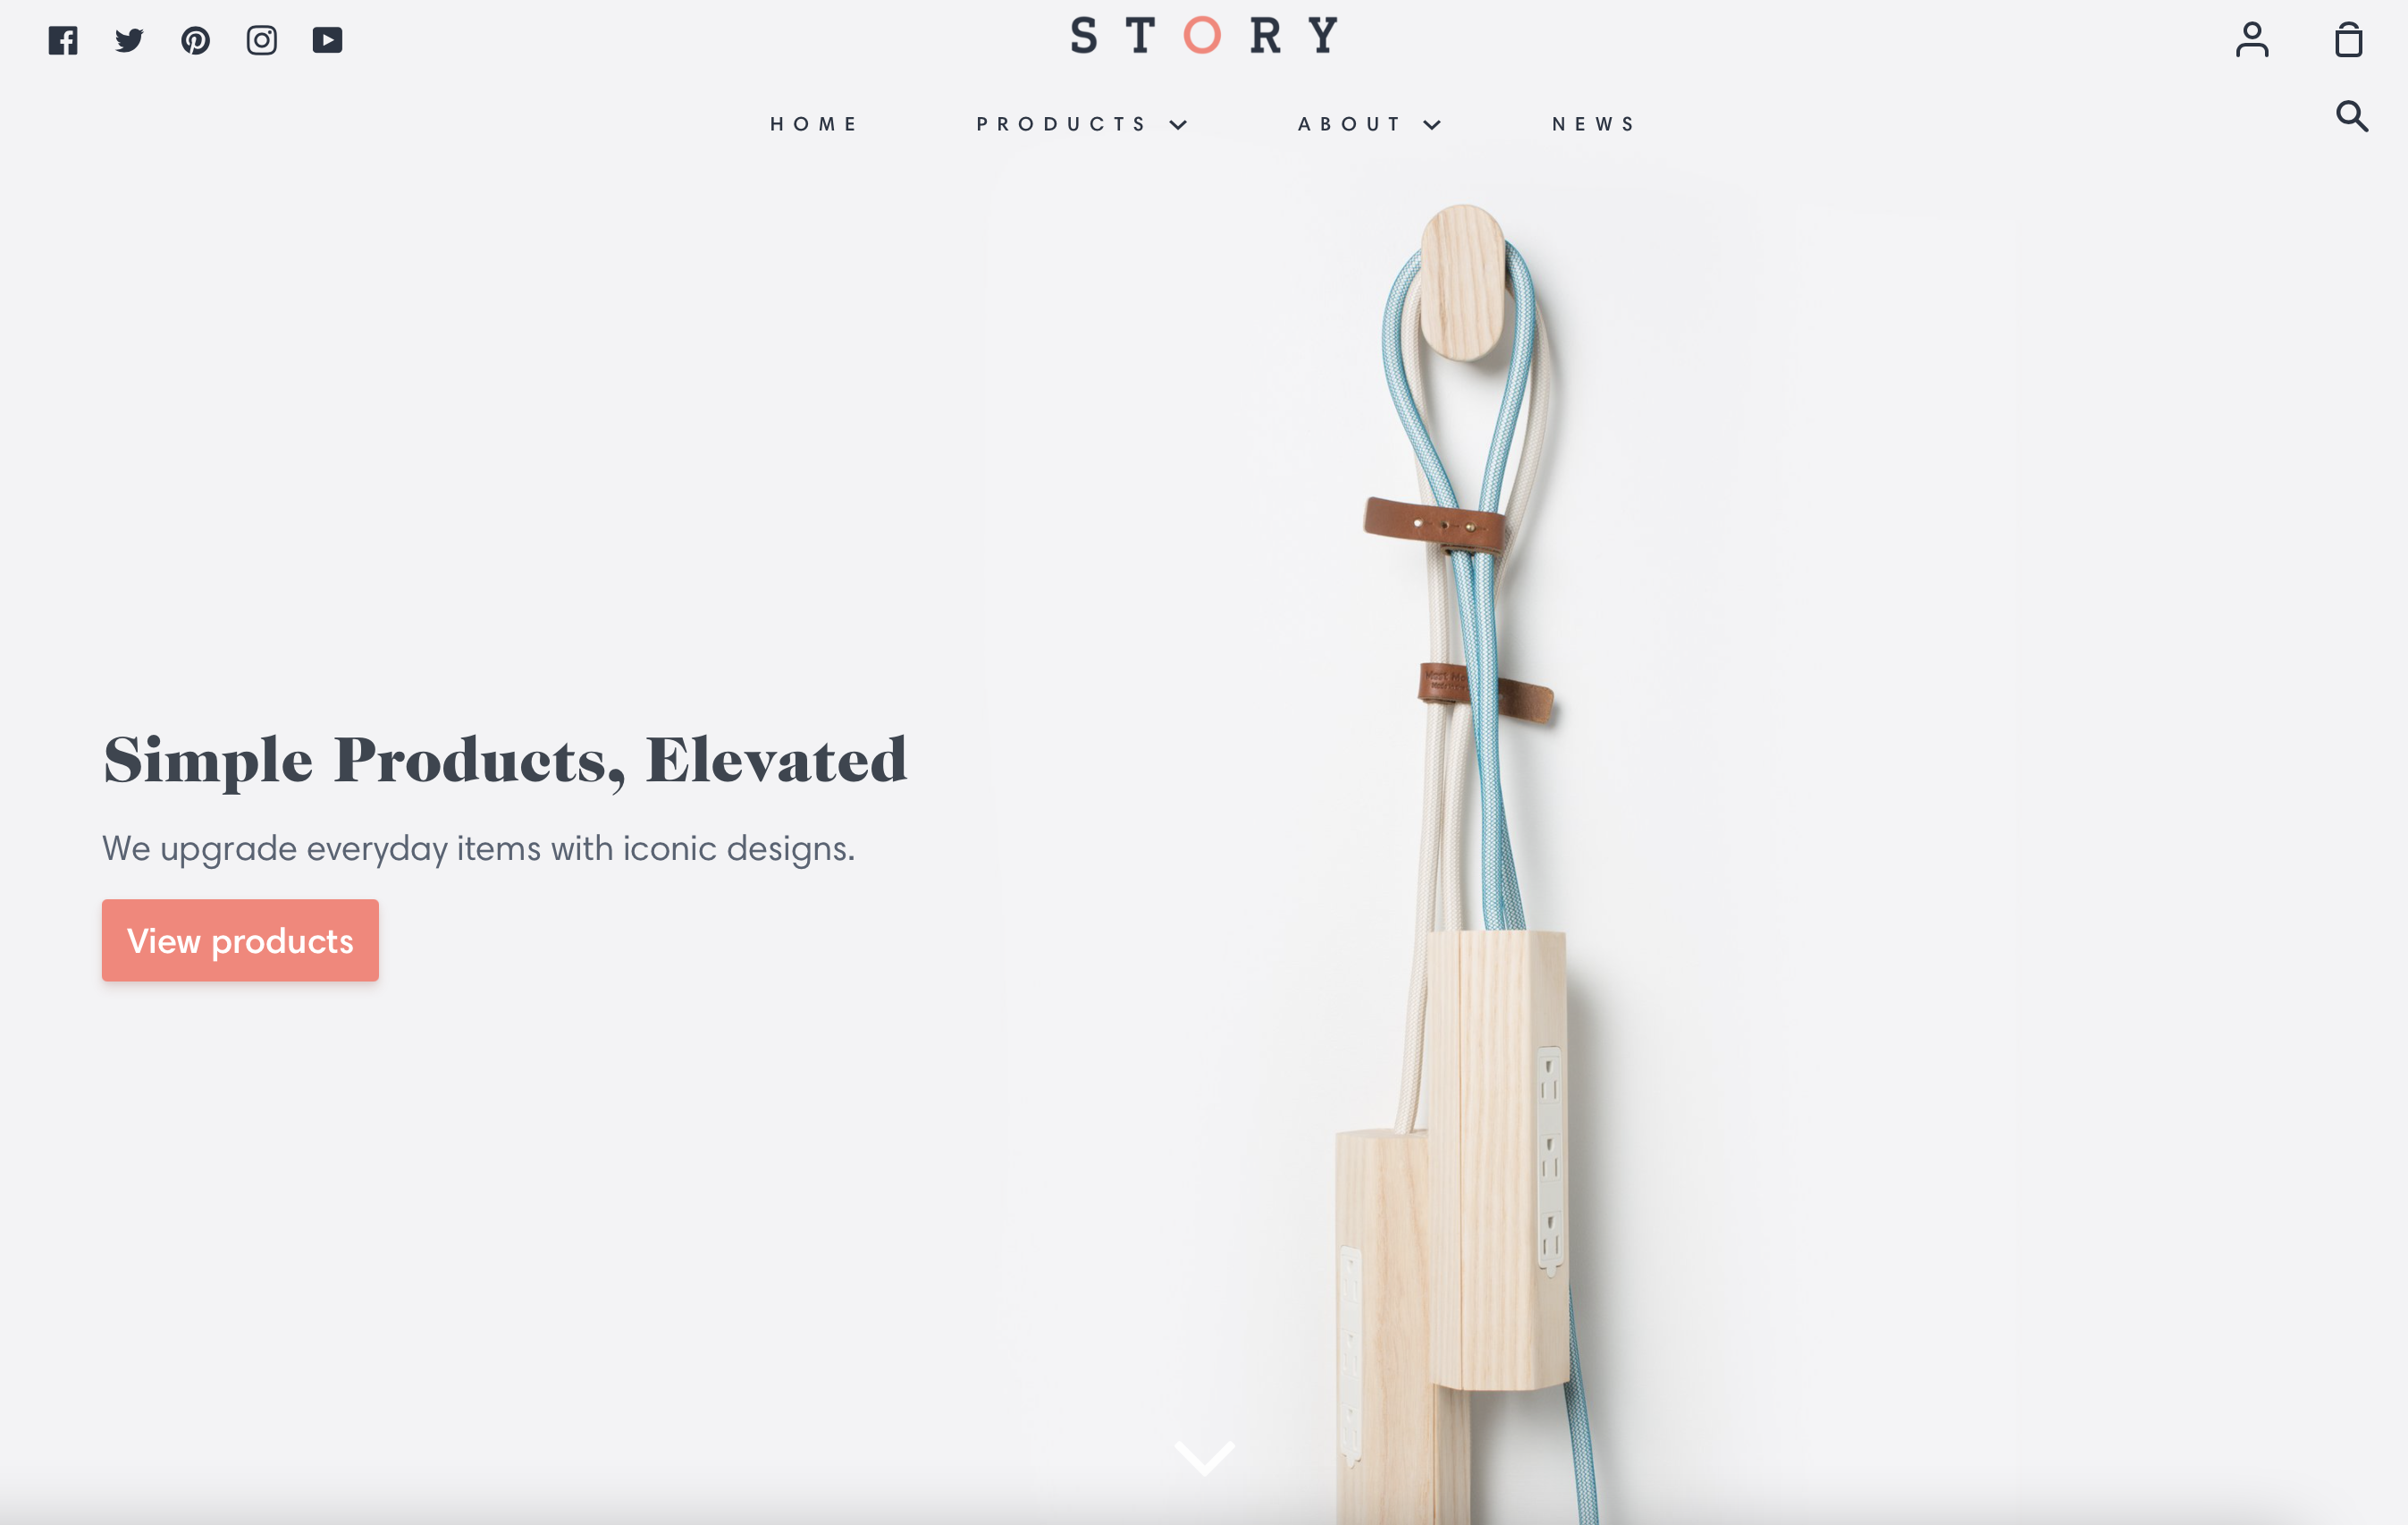 STORY
HOME PRODUCTS ABOUT NEWS
Simple Products, Elevated
We upgrade everyday items with iconic designs.
View products